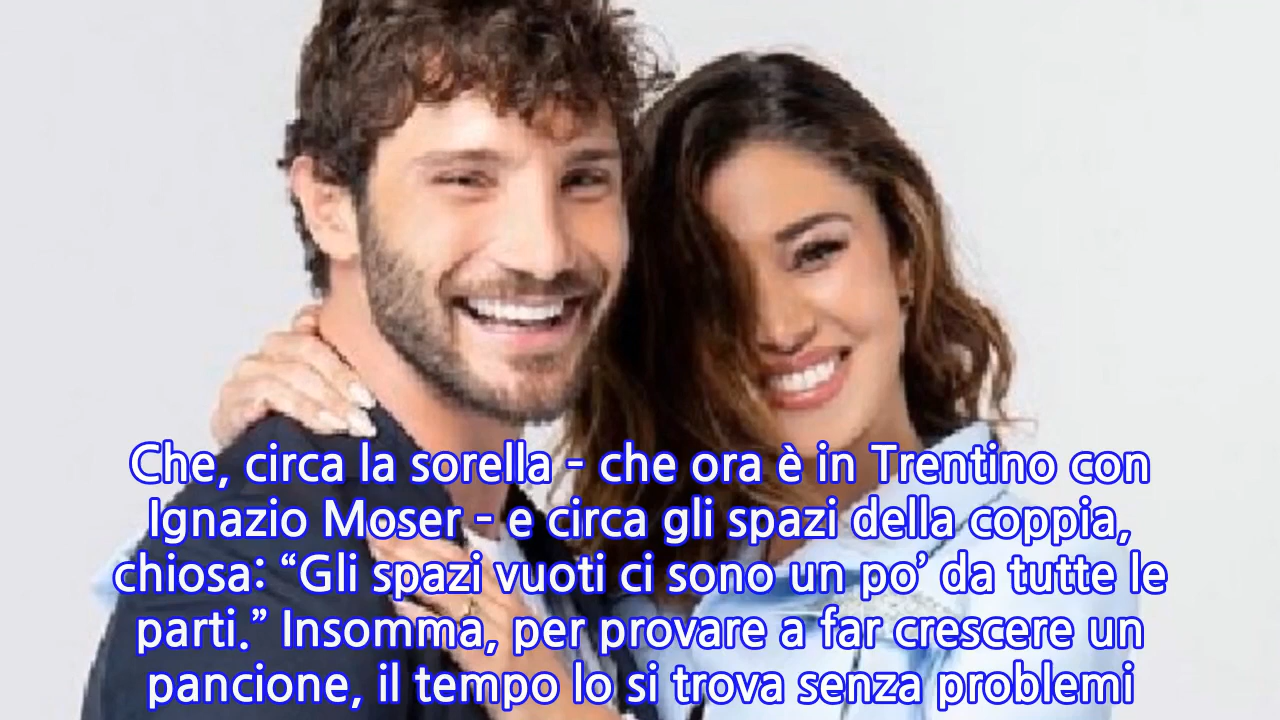 Che, circa la sorella - che ora è in Trentino con
Ignazio Moser - e circa gli spazi della coppia,
chiosa: “Gli spazi vuoti ci sono un po’ da tutte le
parti.” Insomma, per provare a far crescere un
pancione, il tempo lo si trova senza problemi